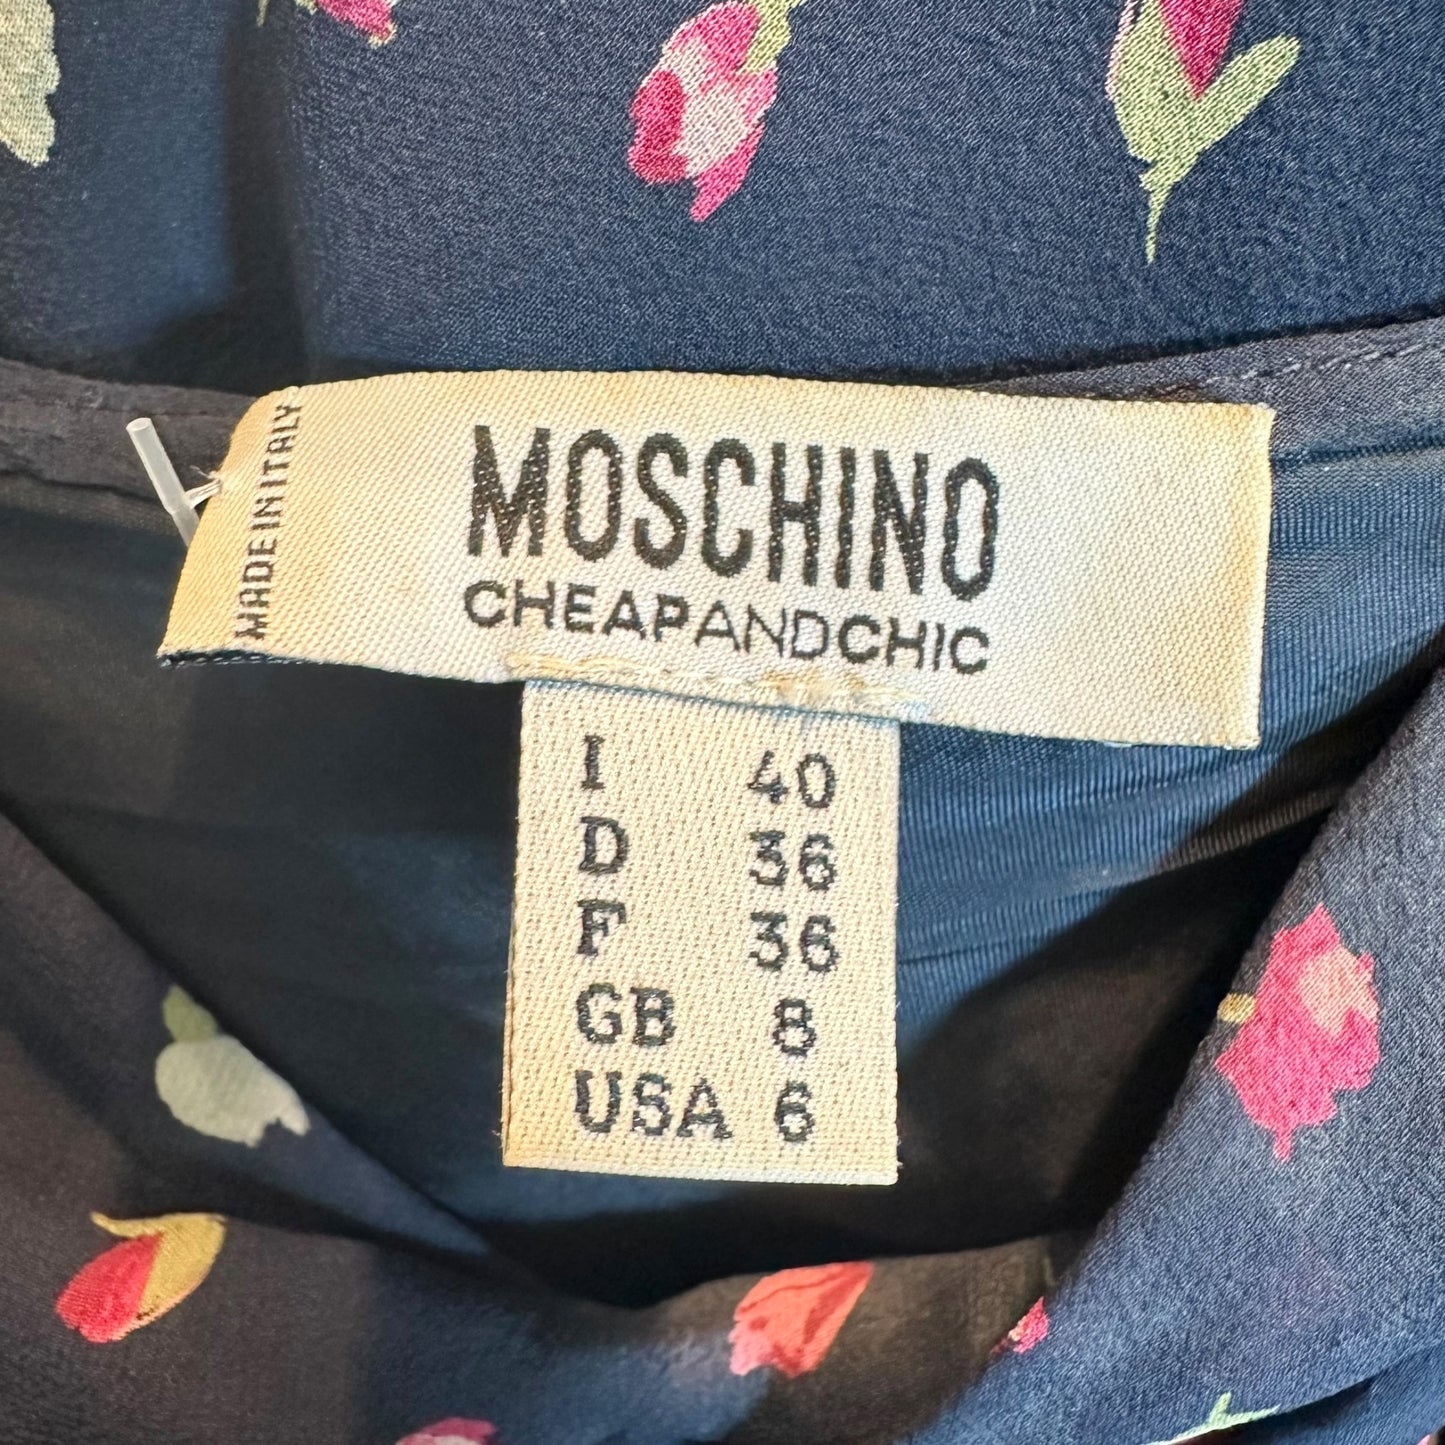 MADE IN ITALY
MOSCHINO
CHEAPANDCHIC
I 40
D 36
F 36
GB 8
USA 6